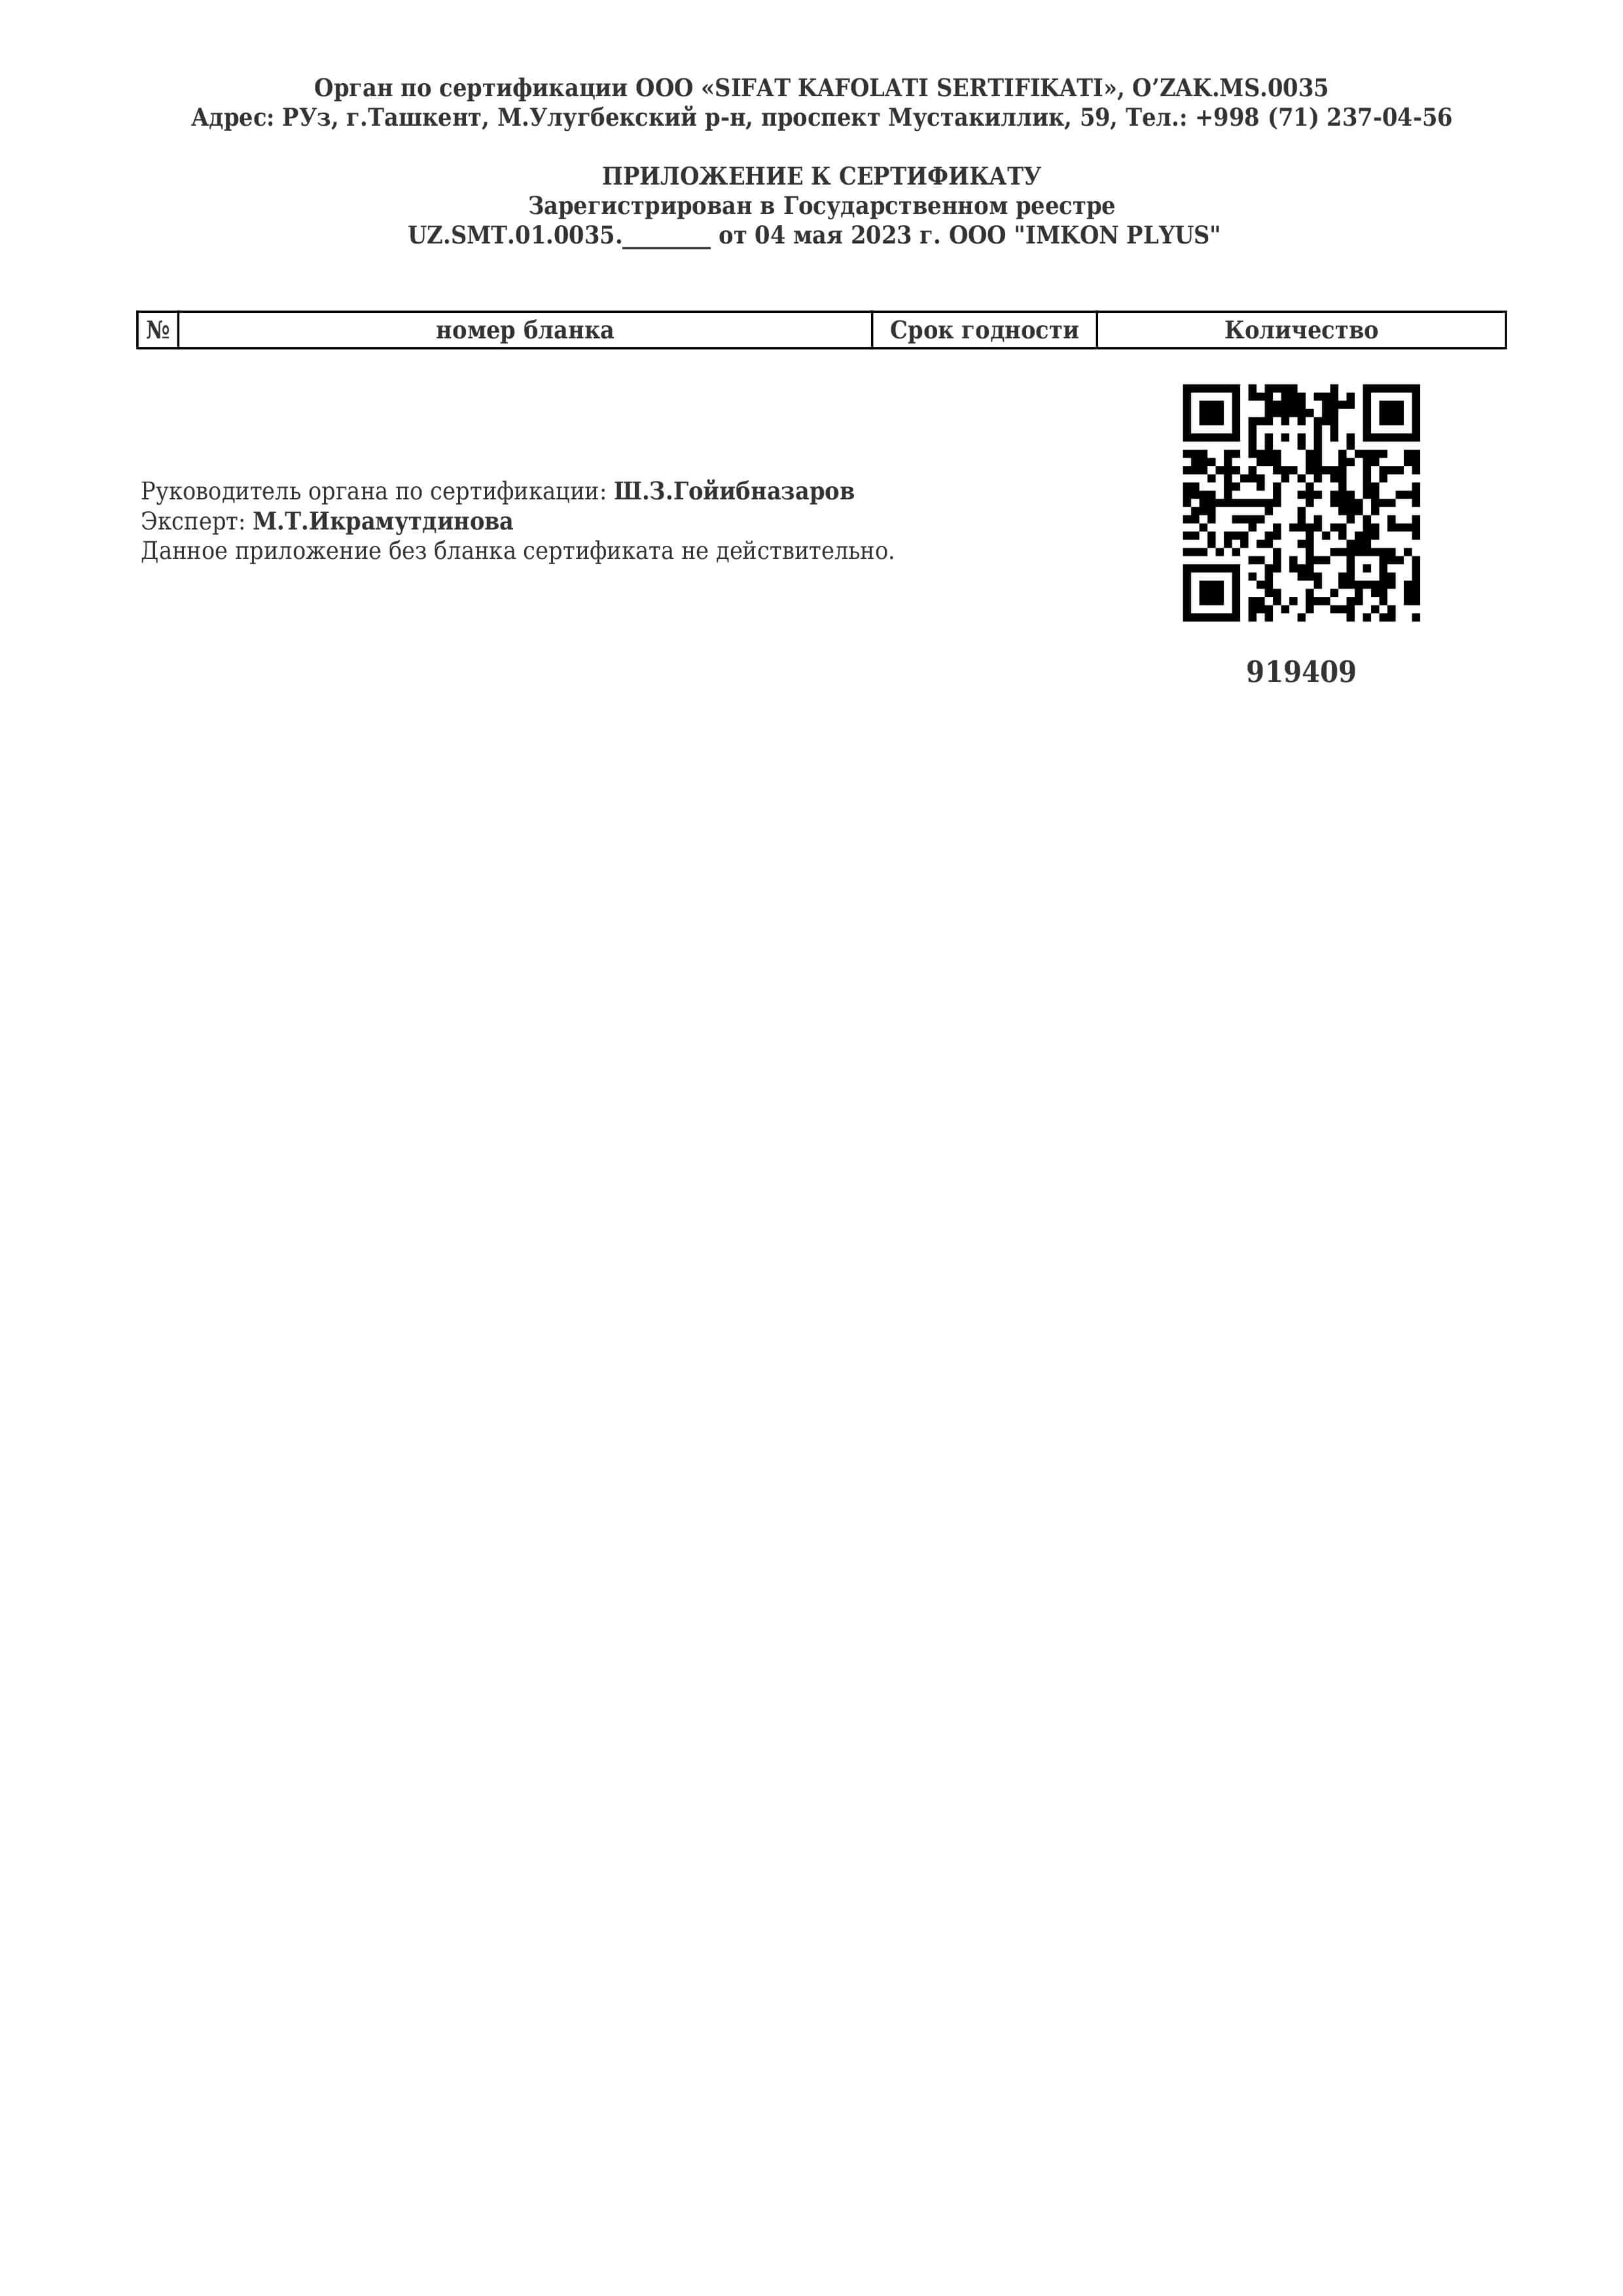 Орган по сертификации ООО «SIFAT KAFOLATI SERTIFIKATI», O’ZAK.MS.0035
Адрес: РУз, г.Ташкент, М.Улугбекский р-н, проспект Мустакиллик, 59, Тел.: +998 (71) 237-04-56
ПРИЛОЖЕНИЕ К СЕРТИФИКАТУ
Зарегистрирован в Государственном реестре
UZ.SMT.01.0035.________ от 04 мая 2023 г. ООО "IMKON PLYUS"
№ номер бланка Срок годности Количество
Руководитель органа по сертификации: Ш.З.Гойибназаров
Эксперт: М.Т.Икрамутдинова
Данное приложение без бланка сертификата не действительно.
919409